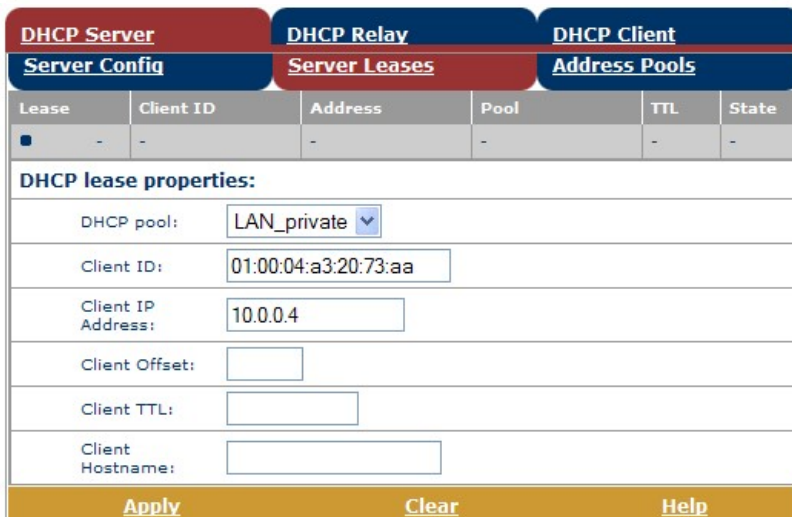 DHCP Server DHCP Relay DHCP Client
Server Config Server Leases Address Pools
Lease Client ID Address Pool TTL State
- - - - - -
DHCP lease properties:
DHCP pool: LAN_private
Client ID: 01:00:04:a3:20:73:aa
Client IP
Address: 10.0.0.4
Client Offset:
Client TTL:
Client
Hostname:
Apply Clear Help